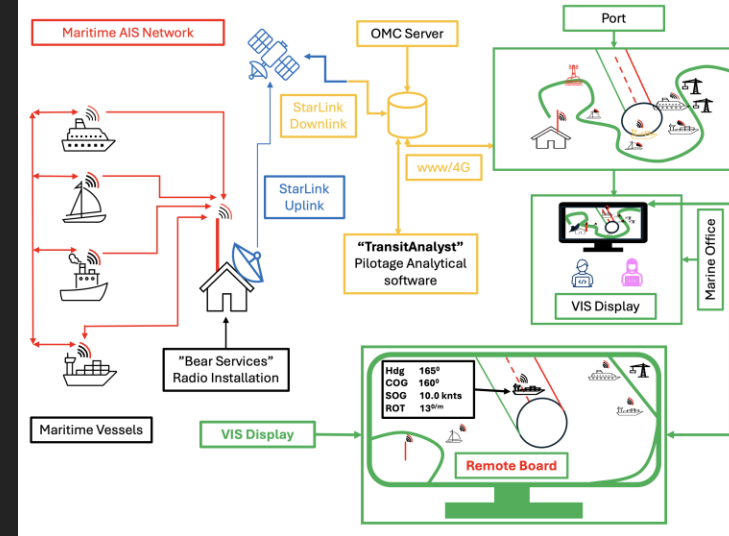 Maritime AIS Network
OMC Server
Port
StarLink
Downlink
www/4G
StarLink
Uplink
"TransitAnalyst"
Pilotage Analytical
software
Marine Office
VIS Display
"Bear Services"
Radio Installation
Hdg 165⁰
COG 160⁰
SOG 10.0 knts
ROT 13⁰/ᵐ
Maritime Vessels
VIS Display
Remote Board